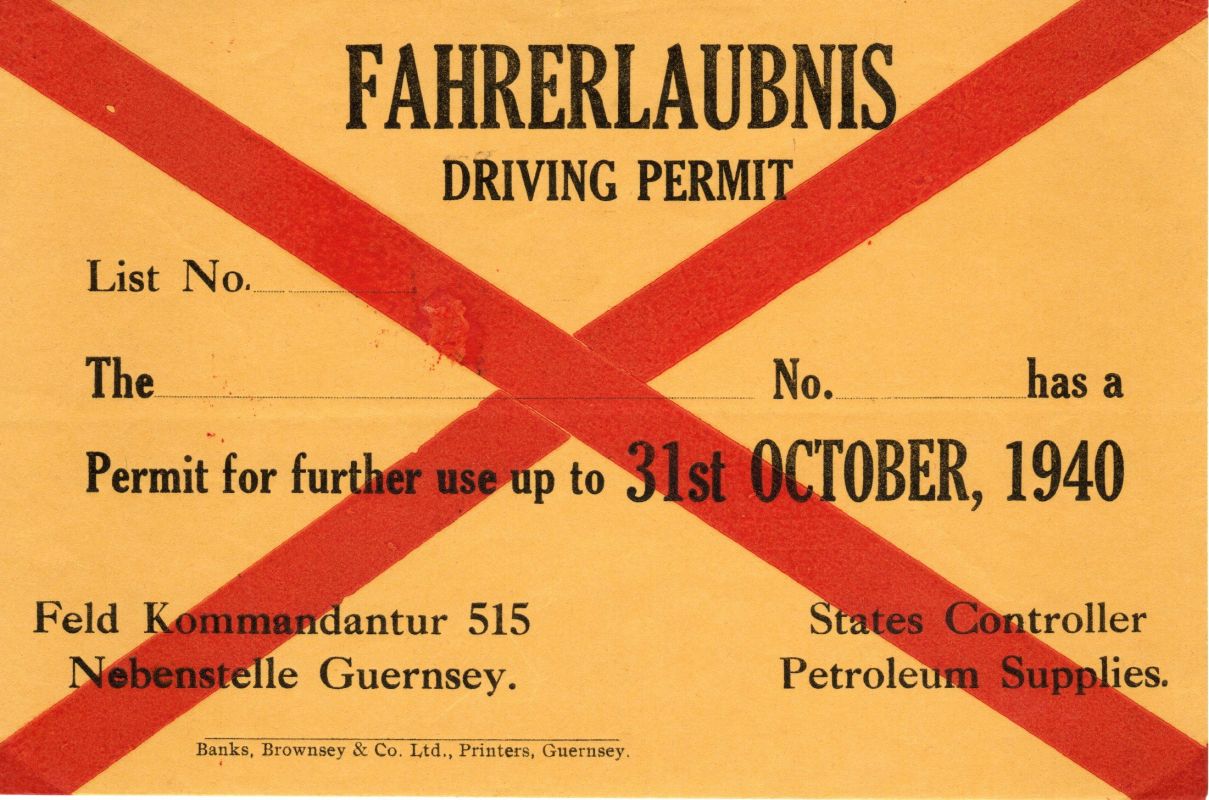 FAHRERLAUBNIS
DRIVING PERMIT
List No.
The No. has a
Permit for further use up to 31st OCTOBER, 1940
Feld Kommandantur 515
Nebenstelle Guernsey.
States Controller
Petroleum Supplies.
Banks, Brownsey & Co. Ltd., Printers, Guernsey.